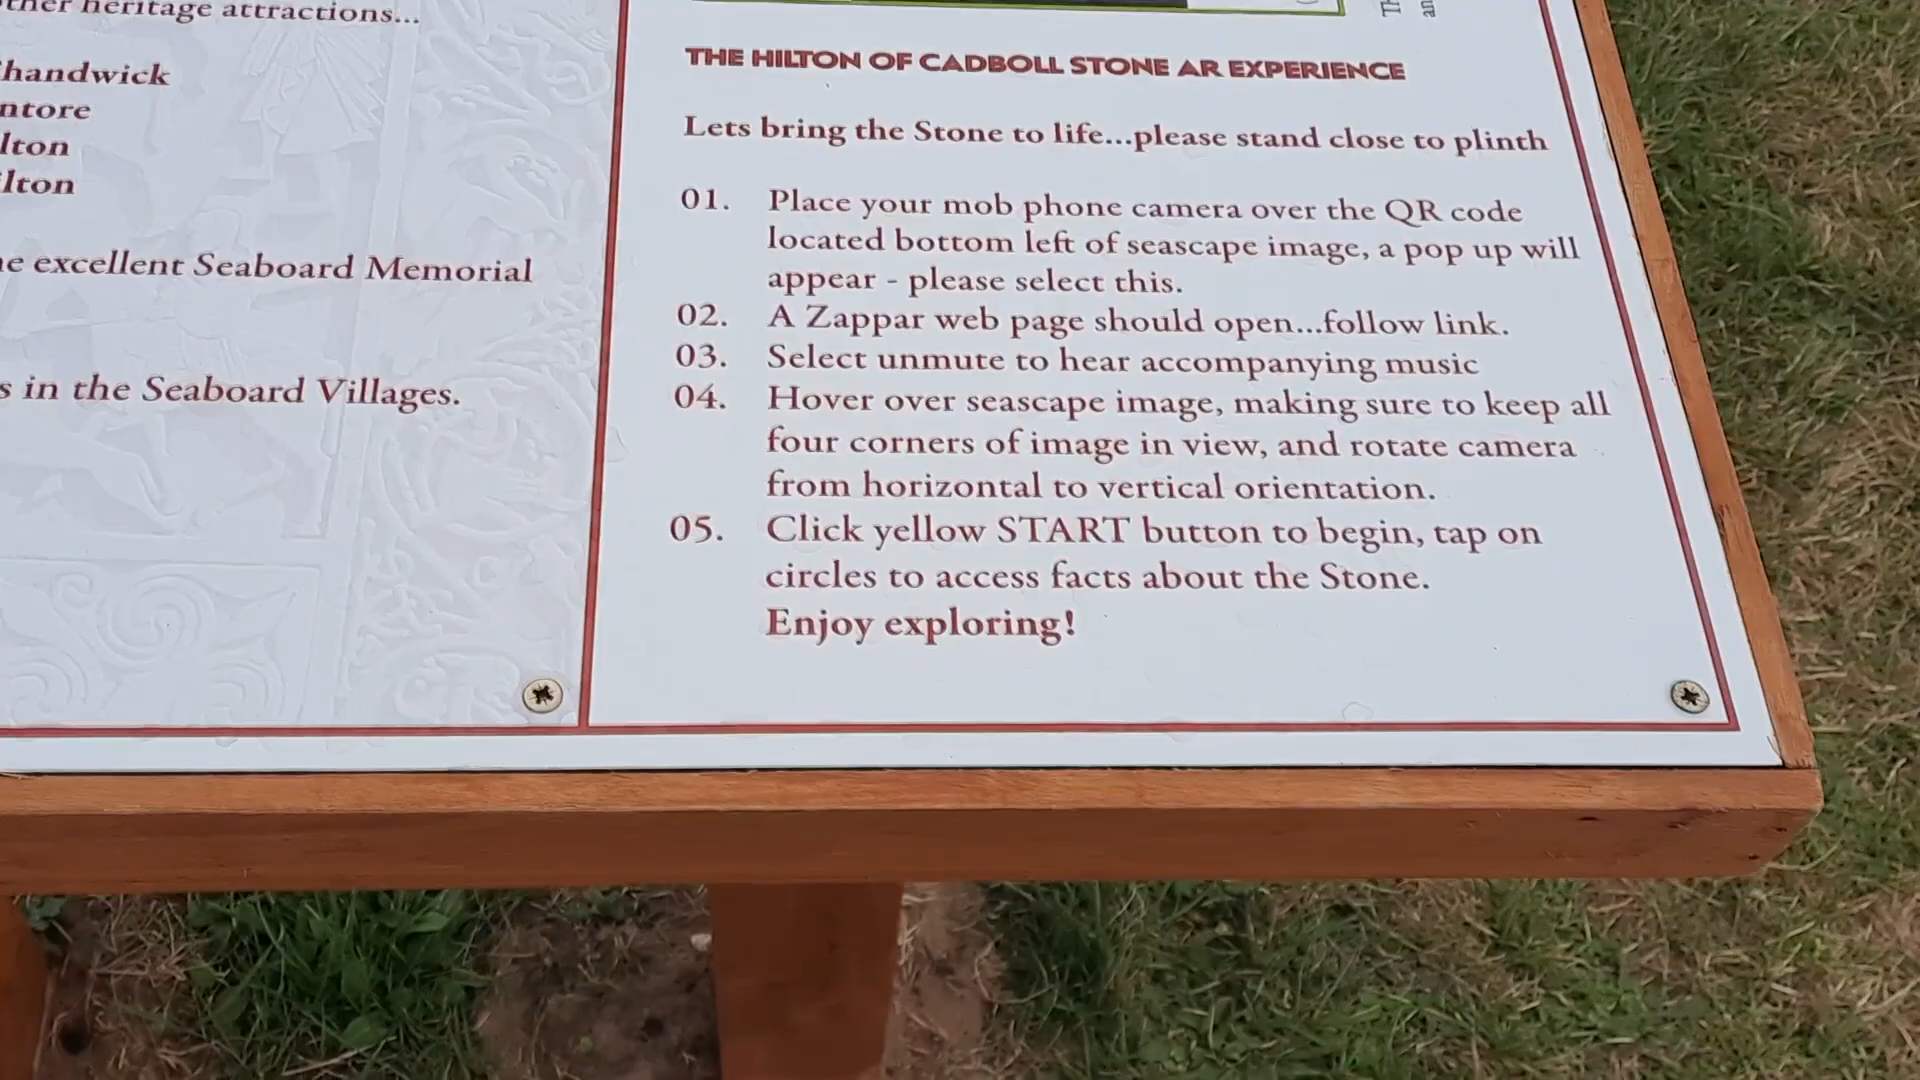 heritage attractions...
ntore
lton
lton
excellent Seaboard Memorial
s in the Seaboard Villages.
THE HILTON OF CADBOLL STONE AR EXPERIENCE
Lets bring the Stone to life...please stand close to plinth
01. Place your mob phone camera over the QR code
located bottom left of seascape image, a pop up will
appear - please select this.
02. A Zappar web page should open...follow link.
03. Select unmute to hear accompanying music
04. Hover over seascape image, making sure to keep all
four corners of image in view, and rotate camera
from horizontal to vertical orientation.
05. Click yellow START button to begin, tap on
circles to access facts about the Stone.
Enjoy exploring!